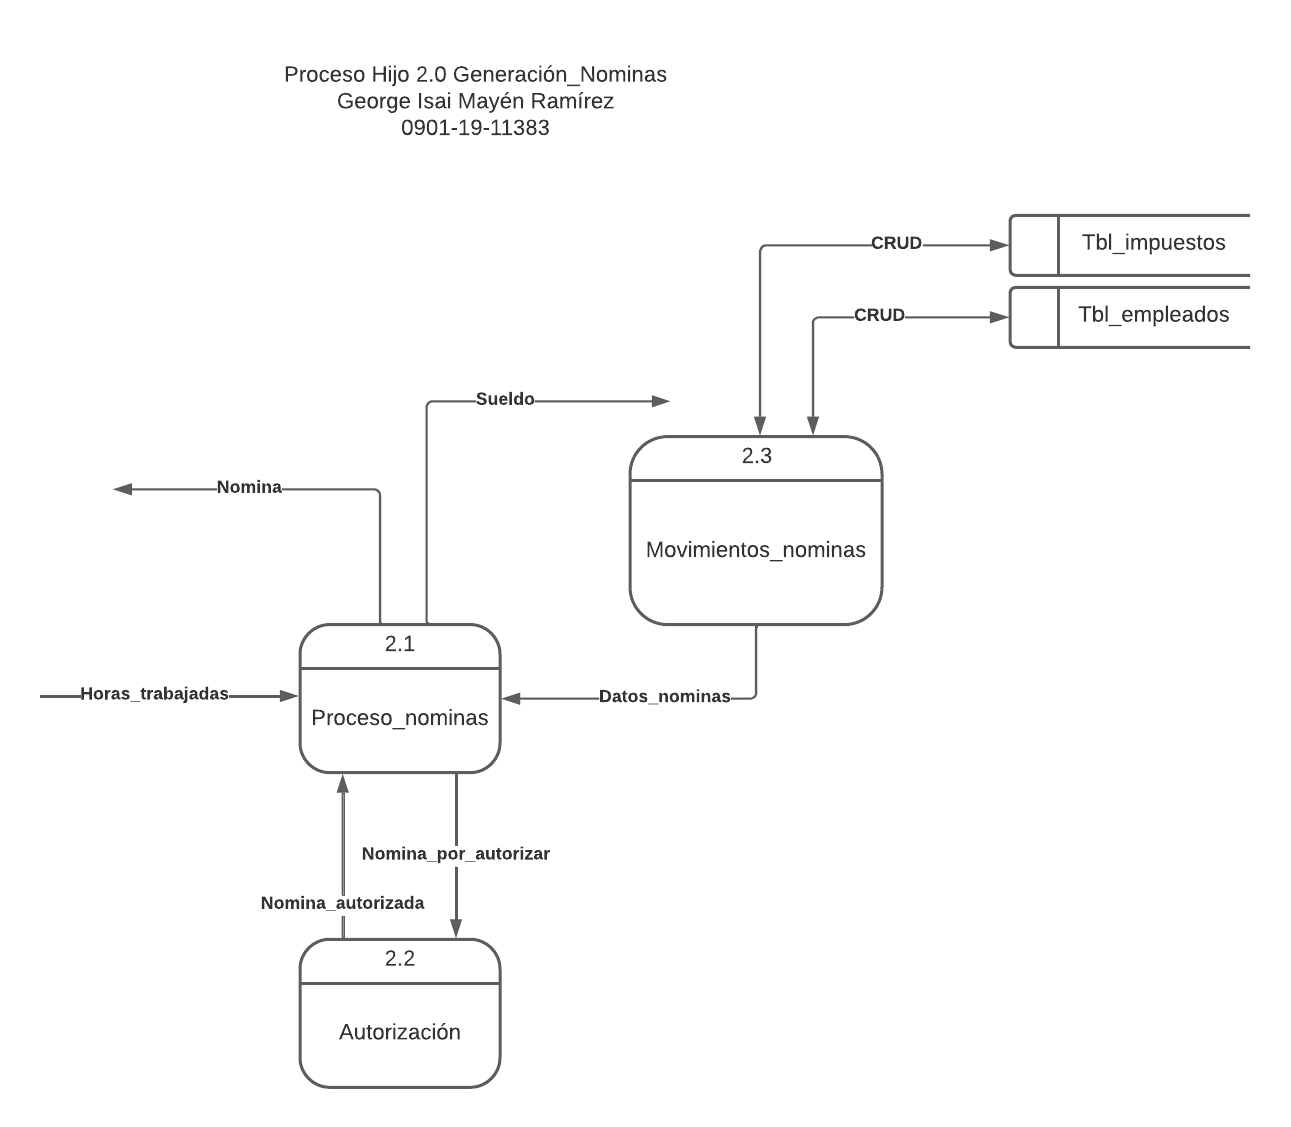 Proceso Hijo 2.0 Generación_Nominas
George Isai Mayén Ramírez
0901-19-11383
CRUD
Tbl_impuestos
CRUD
Tbl_empleados
Sueldo
2.3
Nomina
Movimientos_nominas
2.1
Horas_trabajadas
Datos_nominas
Proceso_nominas
Nomina_por_autorizar
Nomina_autorizada
2.2
Autorización